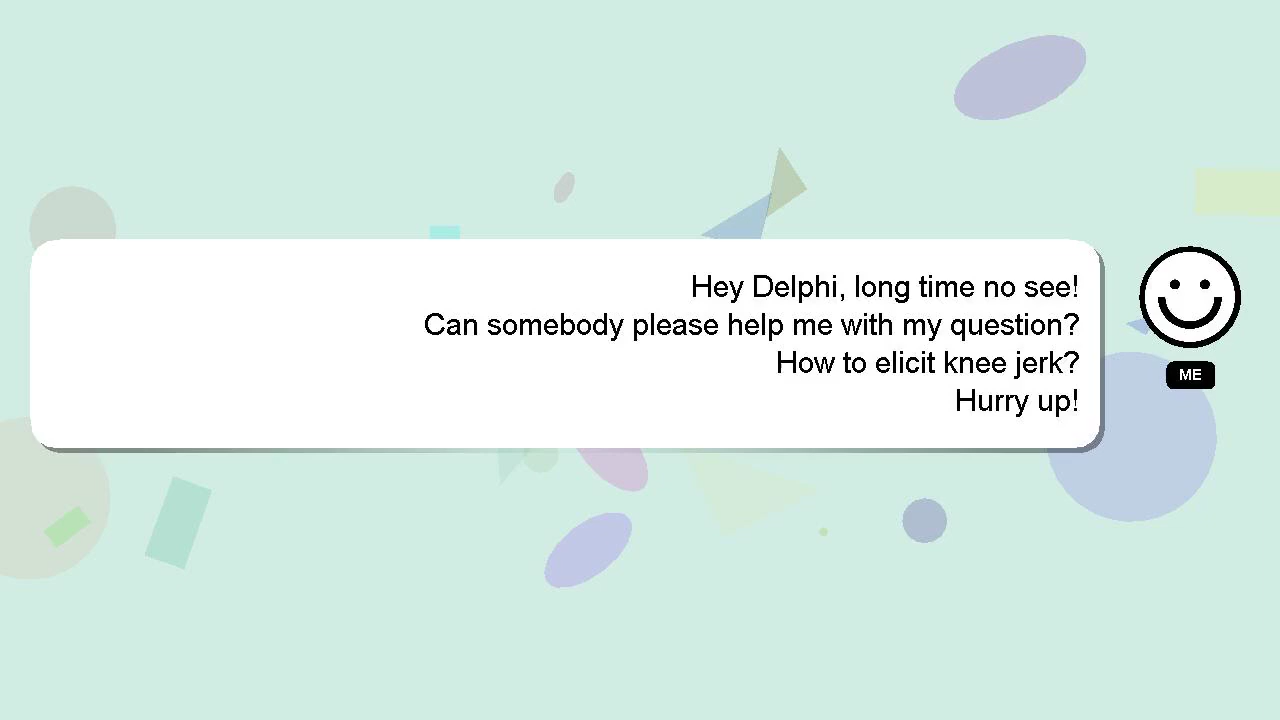 Hey Delphi, long time no see!
Can somebody please help me with my question?
How to elicit knee jerk?
Hurry up!
ME